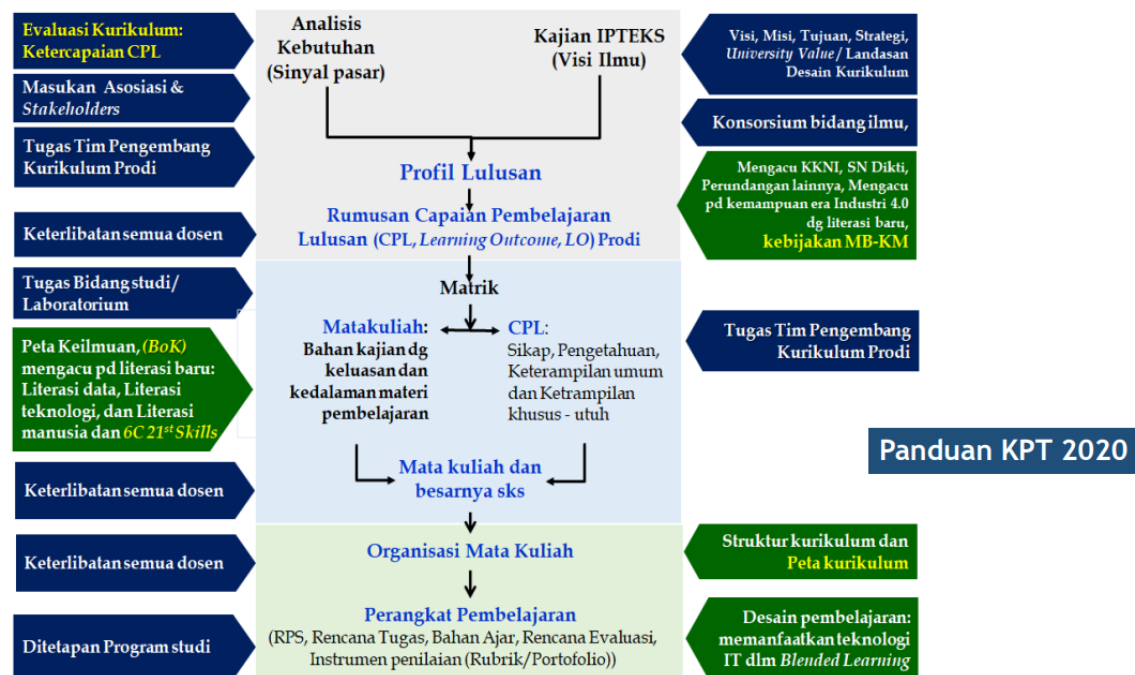 Evaluasi Kurikulum:
Ketercapaian CPL
Masukan Asosiasi &
Stakeholders
Tugas Tim Pengembang
Kurikulum Prodi
Keterlibatan semua dosen
Tugas Bidang studi/
Laboratorium
Peta Keilmuan, (BoK)
mengacu pd literasi baru:
Literasi data, Literasi
teknologi, dan Literasi
manusia dan 6C 21st Skills
Keterlibatan semua dosen
Keterlibatan semua dosen
Ditetapan Program studi
Analisis
Kebutuhan
(Sinyal pasar)
Kajian IPTEKS
(Visi Ilmu)
Profil Lulusan
Rumusan Capaian Pembelajaran
Lulusan (CPL, Learning Outcome, LO) Prodi
Matrik
Matakuliah:
Bahan kajian dg
keluasan dan
kedalaman materi
pembelajaran
CPL:
Sikap, Pengetahuan,
Keterampilan umum
dan Ketrampilan
khusus - utuh
Mata kuliah dan
besarnya sks
Organisasi Mata Kuliah
Perangkat Pembelajaran
(RPS, Rencana Tugas, Bahan Ajar, Rencana Evaluasi,
Instrumen penilaian (Rubrik/Portofolio))
Visi, Misi, Tujuan, Strategi,
University Value / Landasan
Desain Kurikulum
Konsorsium bidang ilmu,
Mengacu KKNI, SN Dikti,
Perundangan lainnya, Mengacu
pd kemampuan era Industri 4.0
dg literasi baru,
kebijakan MB-KM
Tugas Tim Pengembang
Kurikulum Prodi
Struktur kurikulum dan
Peta kurikulum
Desain pembelajaran:
memanfaatkan teknologi
IT dlm Blended Learning
Panduan KPT 2020